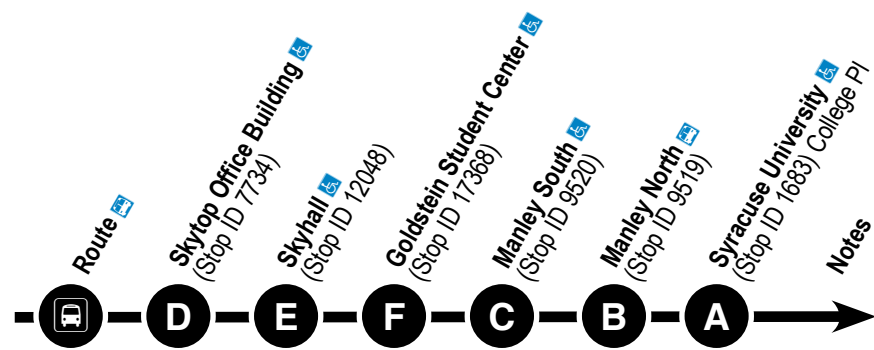 Route
Skytop Office Building
(Stop ID 7734)
Skyhall
(Stop ID 12048)
Goldstein Student Center
(Stop ID 17368)
Manley South
(Stop ID 9520)
Manley North
(Stop ID 9519)
Syracuse University
(Stop ID 1683) College Pl
Notes
D
E
F
C
B
A